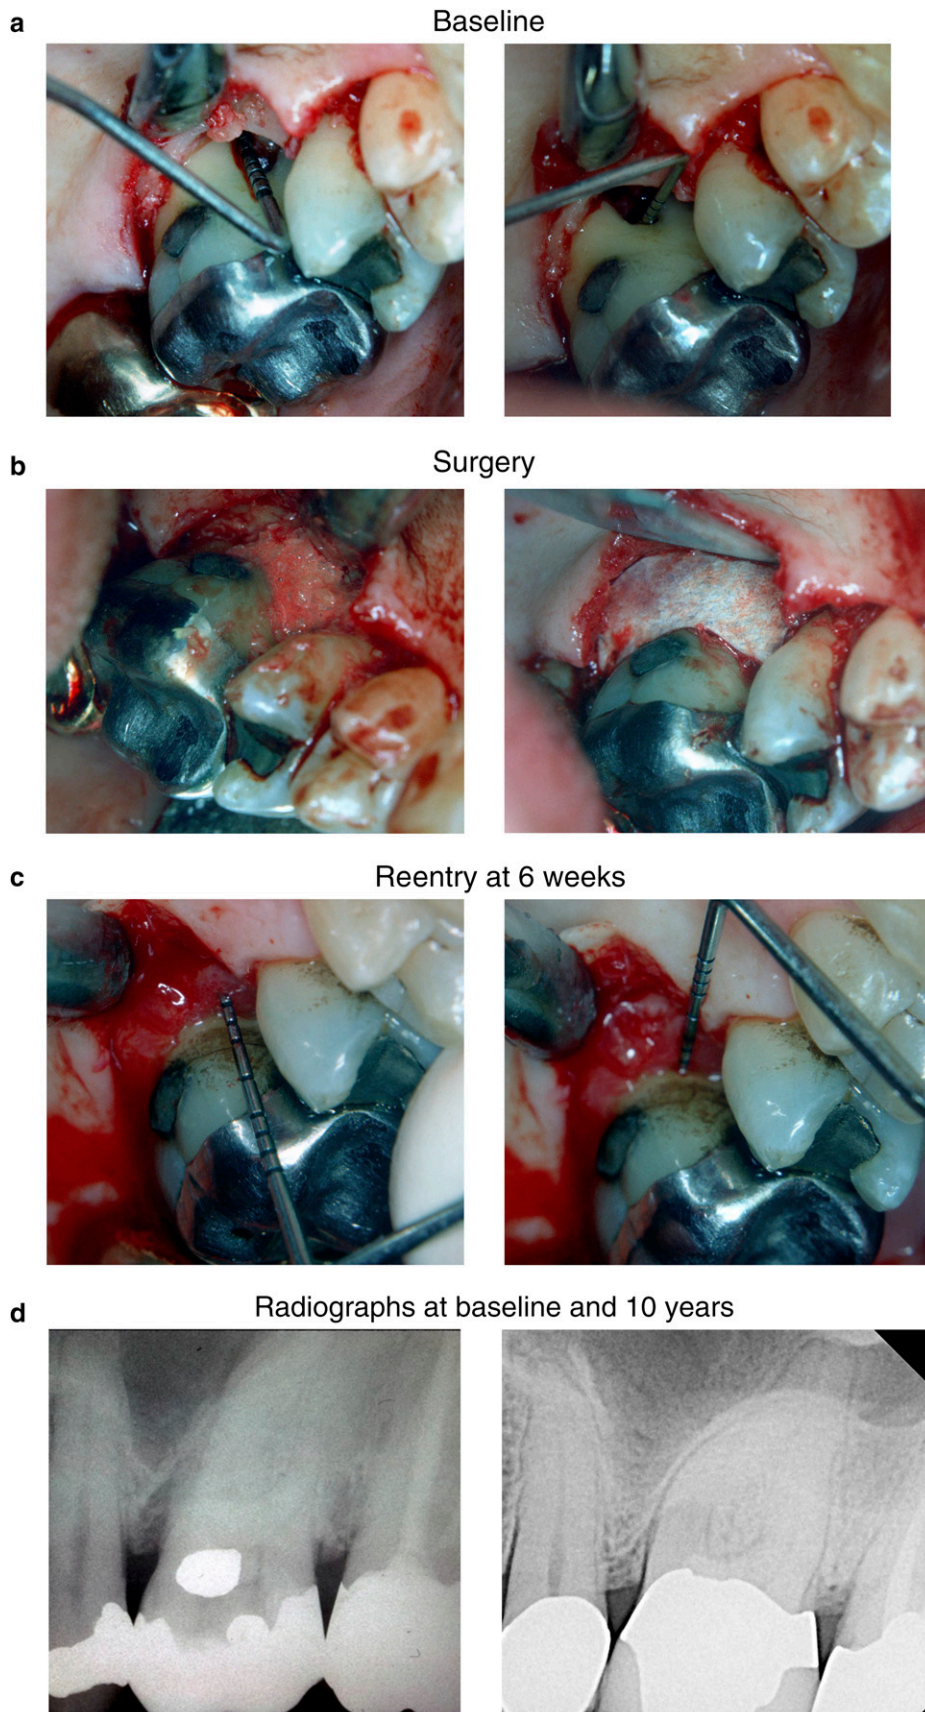 a
Baseline
b
Surgery
c
Reentry at 6 weeks
d
Radiographs at baseline and 10 years